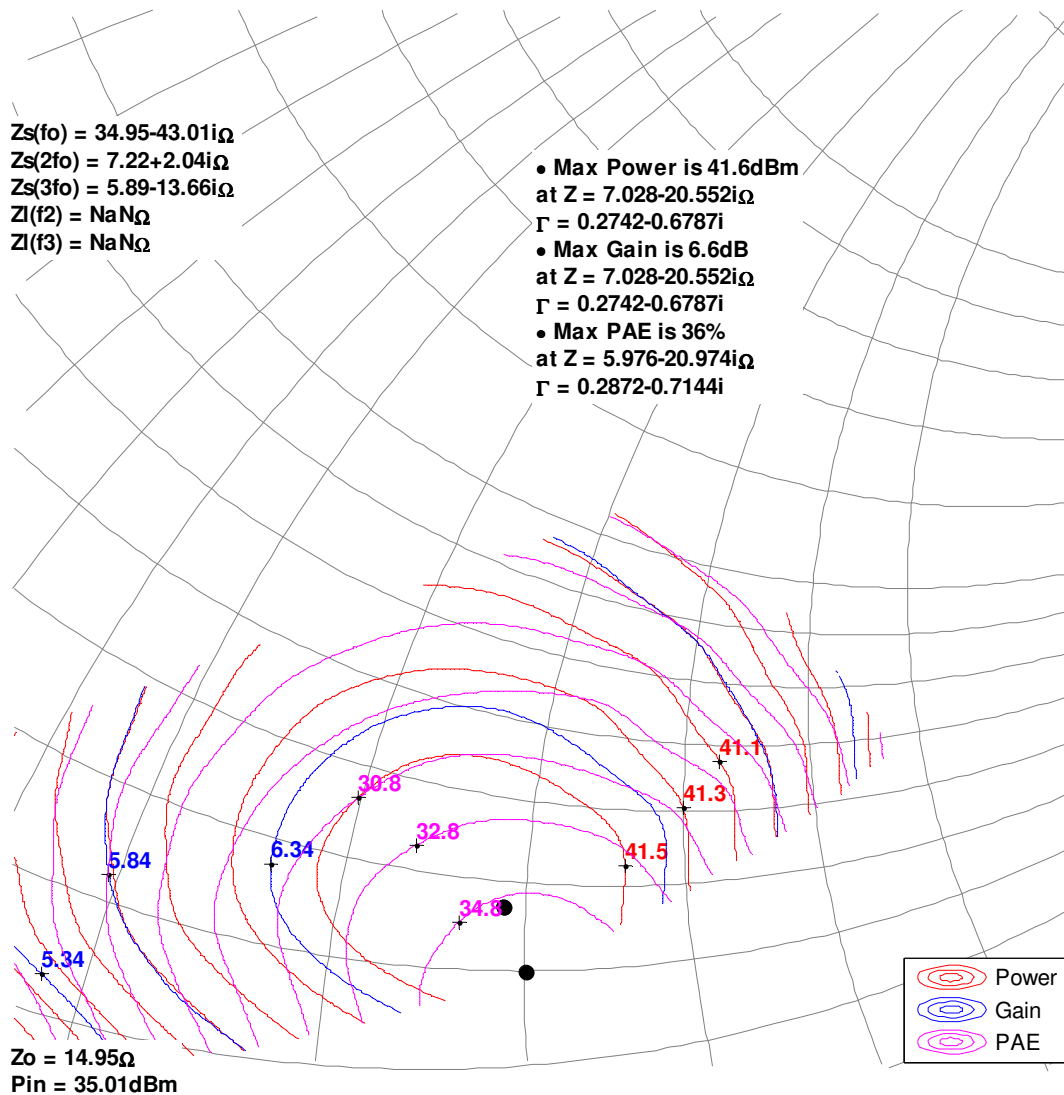 Zs(fo) = 34.95-43.01iΩ
Zs(2fo) = 7.22+2.04iΩ
Zs(3fo) = 5.89-13.66iΩ
Zl(f2) = NaNΩ
Zl(f3) = NaNΩ
• Max Power is 41.6dBm
at Z = 7.028-20.552iΩ
Γ = 0.2742-0.6787i
• Max Gain is 6.6dB
at Z = 7.028-20.552iΩ
Γ = 0.2742-0.6787i
• Max PAE is 36%
at Z = 5.976-20.974iΩ
Γ = 0.2872-0.7144i
41.1
30.8
41.3
32.8
6.34
41.5
5.84
34.8
5.34
Power
Gain
PAE
Zo = 14.95Ω
Pin = 35.01dBm